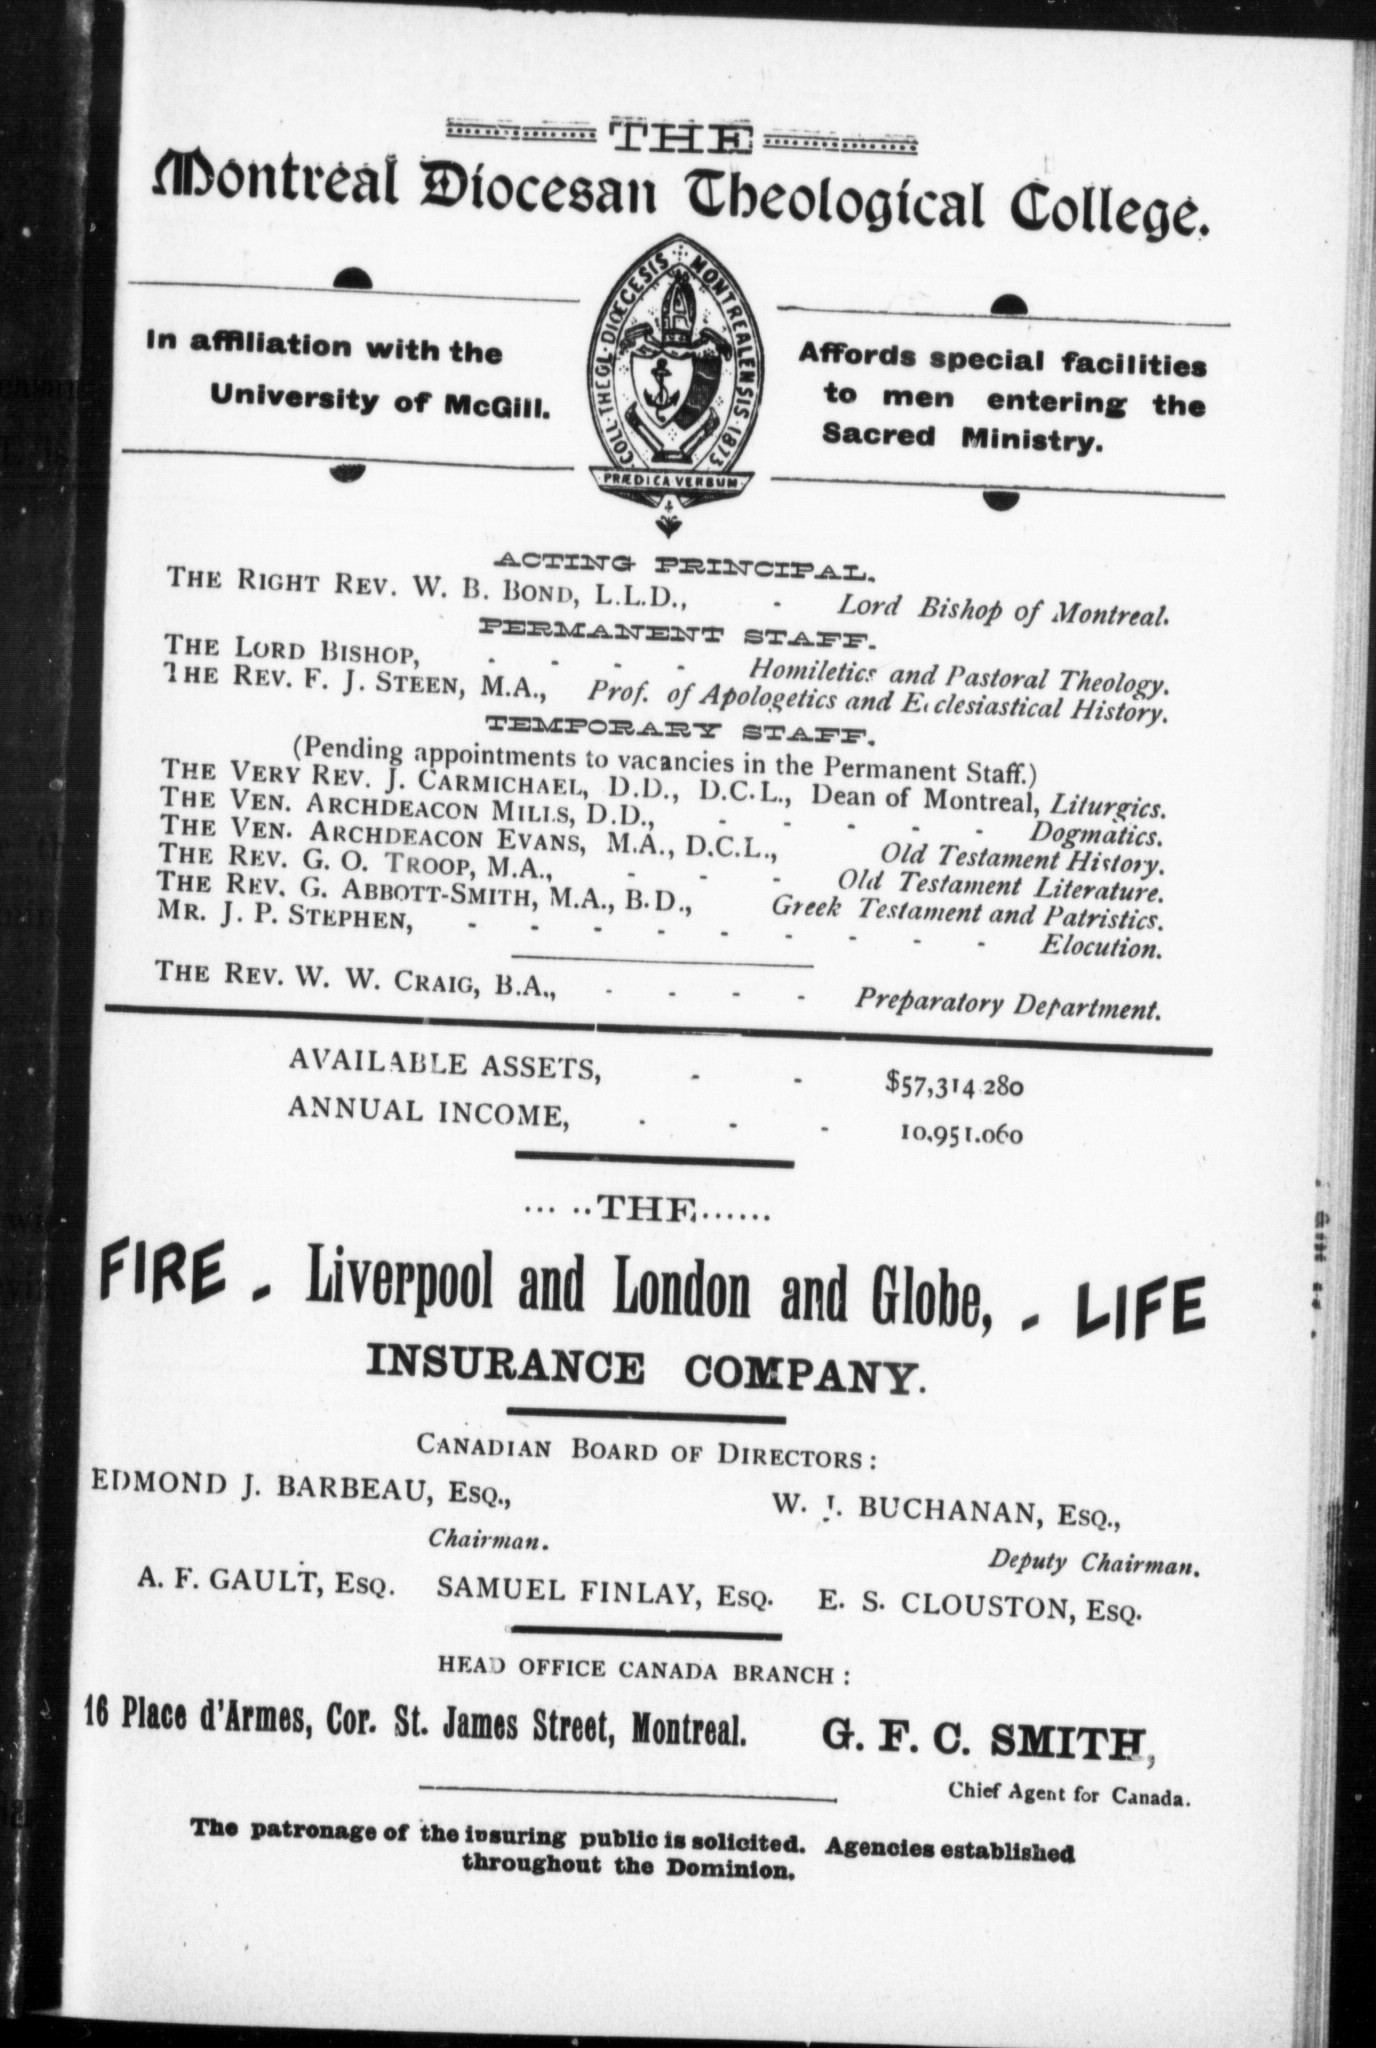 THE
Montreal Diocesan Theological College.
In affiliation with the
University of McGill.
COLL· THEOL· DIOECESIS MONTREALENSIS·1873
PRÆDICA VERBUM
Affords special facilities
to men entering the
Sacred Ministry.
ACTING PRINCIPAL.
THE RIGHT REV. W. B. BOND, L.L.D., - Lord Bishop of Montreal.
PERMANENT STAFF.
THE LORD BISHOP, - - - - Homiletics and Pastoral Theology.
THE REV. F. J. STEEN, M.A., Prof. of Apologetics and Ecclesiastical History.
TEMPORARY STAFF.
(Pending appointments to vacancies in the Permanent Staff.)
THE VERY REV. J. CARMICHAEL, D.D., D.C.L., Dean of Montreal, Liturgics.
THE VEN. ARCHDEACON MILLS, D.D., - - - - - Dogmatics.
THE VEN. ARCHDEACON EVANS, M.A., D.C.L., Old Testament History.
THE REV. G. O. TROOP, M.A., - - - Old Testament Literature.
THE REV. G. ABBOTT-SMITH, M.A., B.D., Greek Testament and Patristics.
MR. J. P. STEPHEN, - - - - - - - - - Elocution.
THE REV. W. W. CRAIG, B.A., - - - - Preparatory Department.
AVAILABLE ASSETS, - - $57,314.280
ANNUAL INCOME, - - - 10,951.060
... ..THE......
FIRE - Liverpool and London and Globe, - LIFE
INSURANCE COMPANY.
CANADIAN BOARD OF DIRECTORS:
EDMOND J. BARBEAU, ESQ., W. J. BUCHANAN, ESQ.,
Chairman. Deputy Chairman.
A. F. GAULT, ESQ. SAMUEL FINLAY, ESQ. E. S. CLOUSTON, ESQ.
HEAD OFFICE CANADA BRANCH:
16 Place d'Armes, Cor. St. James Street, Montreal. G. F. C. SMITH,
Chief Agent for Canada.
The patronage of the insuring public is solicited. Agencies established
throughout the Dominion.